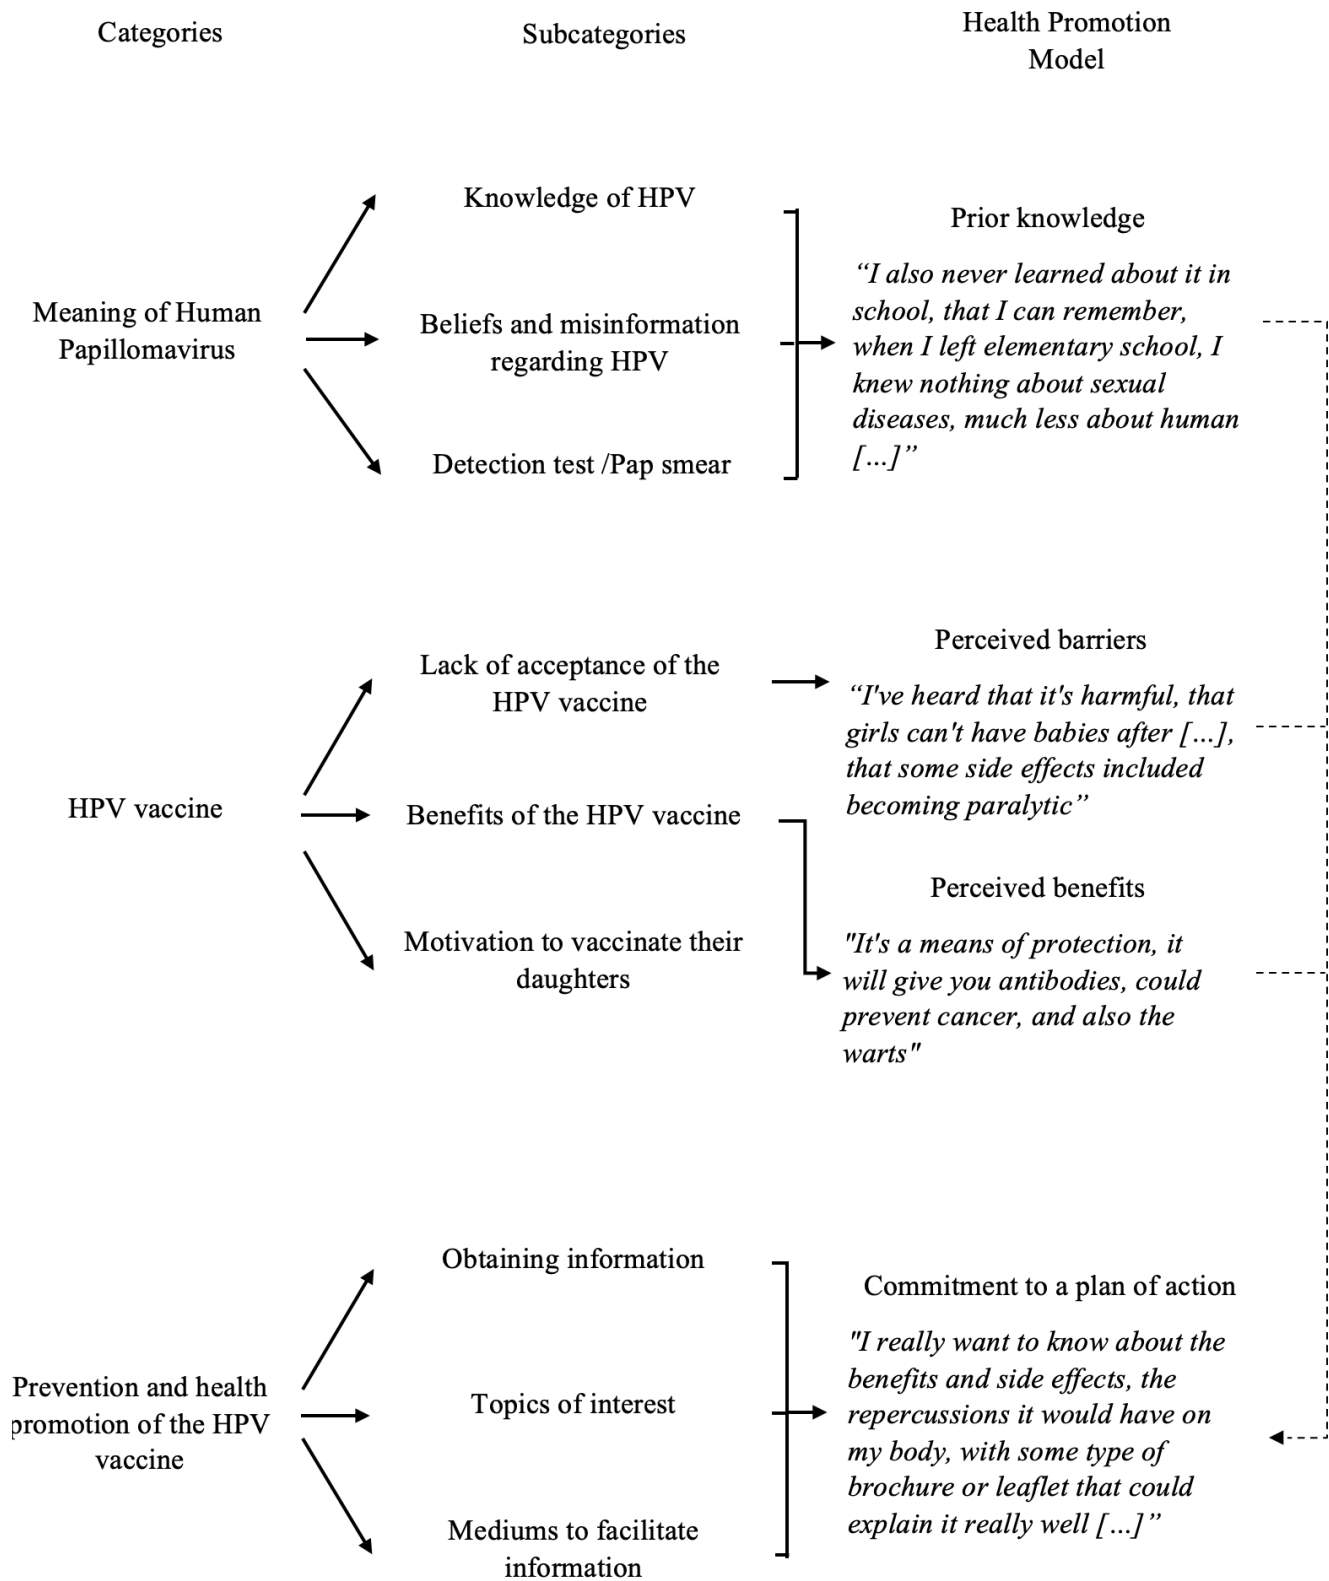 Categories
Subcategories
Health Promotion
Model
Meaning of Human
Papillomavirus
Knowledge of HPV
Beliefs and misinformation
regarding HPV
Detection test /Pap smear
Prior knowledge
“I also never learned about it in
school, that I can remember,
when I left elementary school, I
knew nothing about sexual
diseases, much less about human
[...]”
HPV vaccine
Lack of acceptance of the
HPV vaccine
Benefits of the HPV vaccine
Motivation to vaccinate their
daughters
Perceived barriers
“I've heard that it's harmful, that
girls can't have babies after [...],
that some side effects included
becoming paralytic”
Perceived benefits
"It's a means of protection, it
will give you antibodies, could
prevent cancer, and also the
warts"
Prevention and health
promotion of the HPV
vaccine
Obtaining information
Topics of interest
Mediums to facilitate
information
Commitment to a plan of action
"I really want to know about the
benefits and side effects, the
repercussions it would have on
my body, with some type of
brochure or leaflet that could
explain it really well [...]”